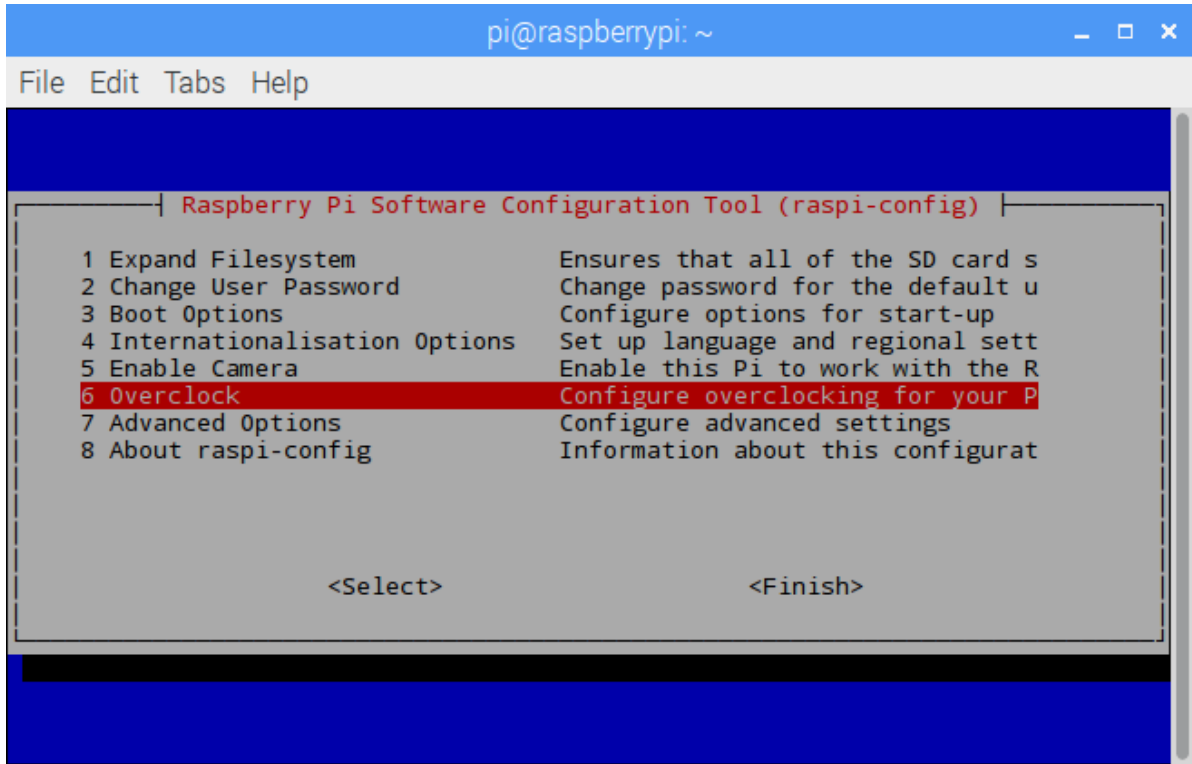 pi@raspberrypi: ~
File Edit Tabs Help
Raspberry Pi Software Configuration Tool (raspi-config)
1 Expand Filesystem Ensures that all of the SD card s
2 Change User Password Change password for the default u
3 Boot Options Configure options for start-up
4 Internationalisation Options Set up language and regional sett
5 Enable Camera Enable this Pi to work with the R
6 Overclock Configure overclocking for your P
7 Advanced Options Configure advanced settings
8 About raspi-config Information about this configurat
<Select> <Finish>